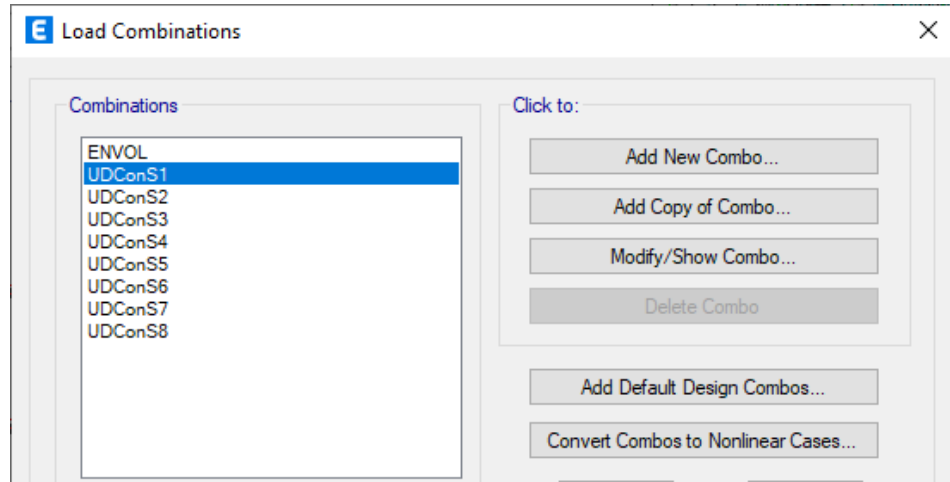 E Load Combinations
Combinations
ENVOL
UDConS1
UDConS2
UDConS3
UDConS4
UDConS5
UDConS6
UDConS7
UDConS8
Click to:
Add New Combo...
Add Copy of Combo...
Modify/Show Combo...
Delete Combo
Add Default Design Combos...
Convert Combos to Nonlinear Cases...